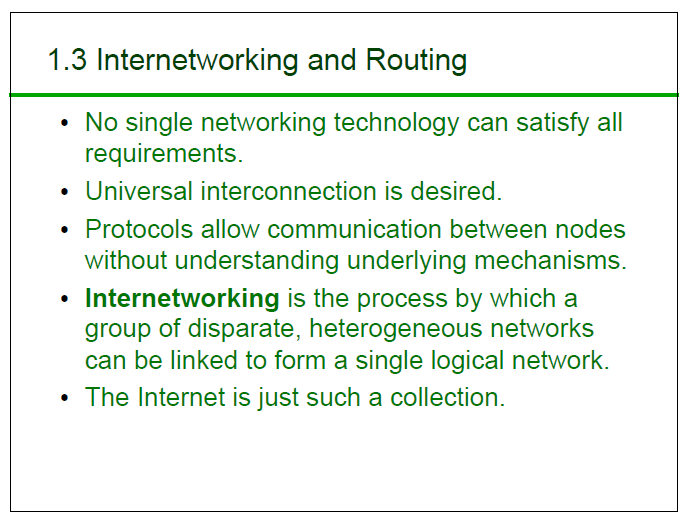 1.3 Internetworking and Routing
• No single networking technology can satisfy all
requirements.
• Universal interconnection is desired.
• Protocols allow communication between nodes
without understanding underlying mechanisms.
• Internetworking is the process by which a
group of disparate, heterogeneous networks
can be linked to form a single logical network.
• The Internet is just such a collection.